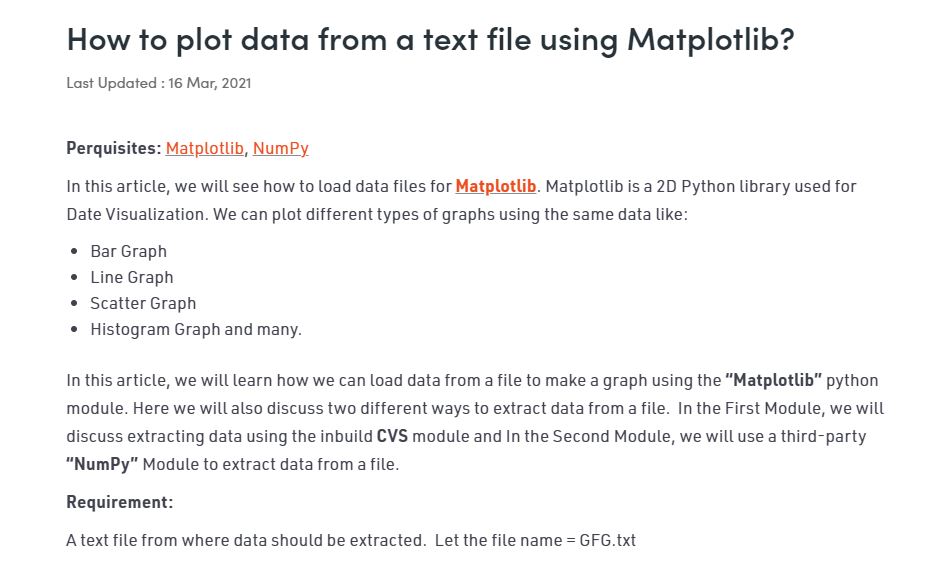 How to plot data from a text file using Matplotlib?
Last Updated : 16 Mar, 2021
Perquisites: Matplotlib, NumPy
In this article, we will see how to load data files for Matplotlib. Matplotlib is a 2D Python library used for
Date Visualization. We can plot different types of graphs using the same data like:
• Bar Graph
• Line Graph
• Scatter Graph
• Histogram Graph and many.
In this article, we will learn how we can load data from a file to make a graph using the “Matplotlib” python
module. Here we will also discuss two different ways to extract data from a file.  In the First Module, we will
discuss extracting data using the inbuild CVS module and In the Second Module, we will use a third-party
“NumPy” Module to extract data from a file.
Requirement:
A text file from where data should be extracted.  Let the file name = GFG.txt